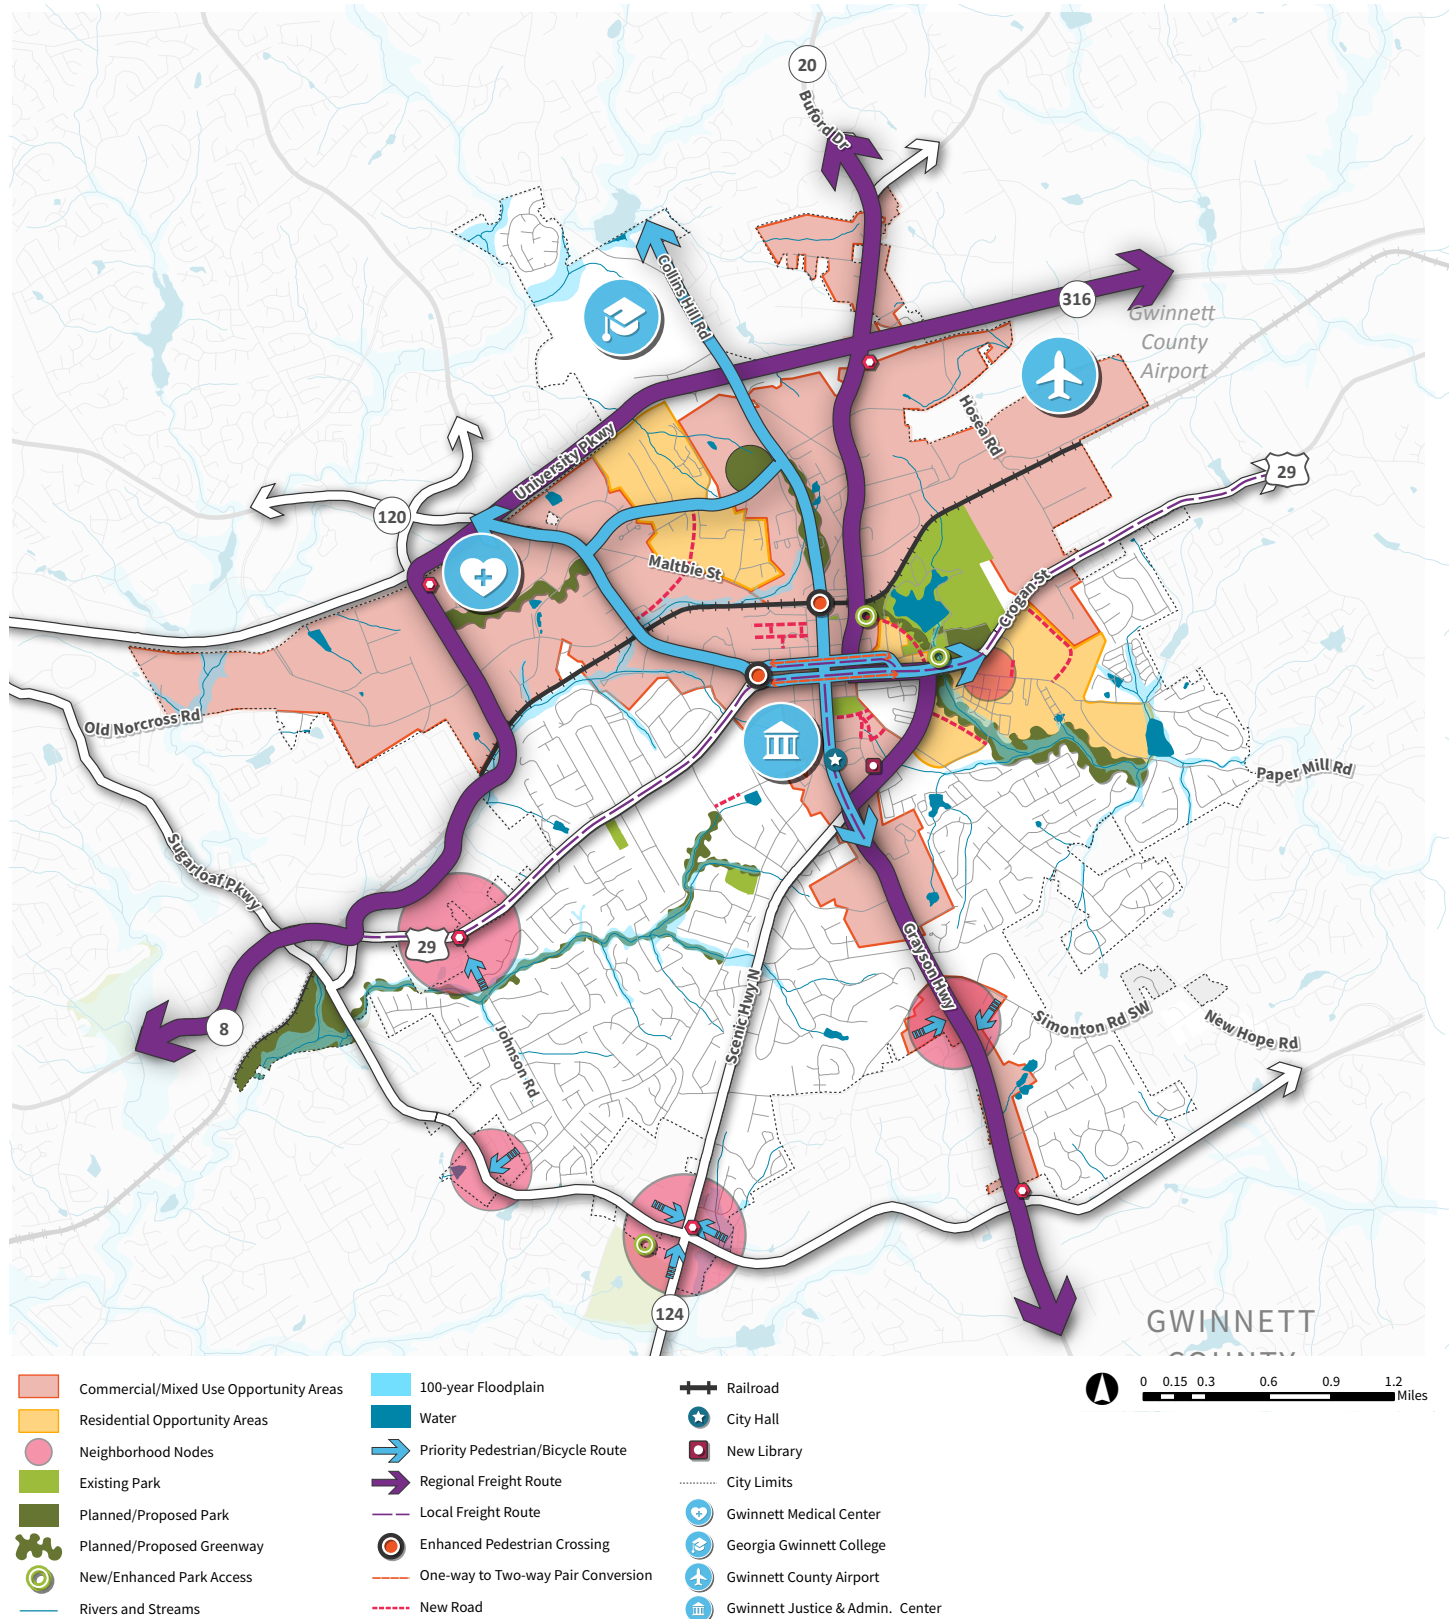 20
Buford Dr
Collins Hill Rd
316
Gwinnett
County
Airport
Hosea Rd
University Pkwy
29
120
Maltbie St
Crogan St
Old Norcross Rd
Paper Mill Rd
Sugarloaf Pkwy
29
Grayson Hwy
Scenic Hwy N
Simonton Rd SW
New Hope Rd
8
Johnson Rd
124
GWINNETT
COUNTY
Commercial/Mixed Use Opportunity Areas
Residential Opportunity Areas
Neighborhood Nodes
Existing Park
Planned/Proposed Park
Planned/Proposed Greenway
New/Enhanced Park Access
Rivers and Streams
100-year Floodplain
Water
Priority Pedestrian/Bicycle Route
Regional Freight Route
Local Freight Route
Enhanced Pedestrian Crossing
One-way to Two-way Pair Conversion
New Road
Railroad
City Hall
New Library
City Limits
Gwinnett Medical Center
Georgia Gwinnett College
Gwinnett County Airport
Gwinnett Justice & Admin. Center
0 0.15 0.3 0.6 0.9 1.2
Miles